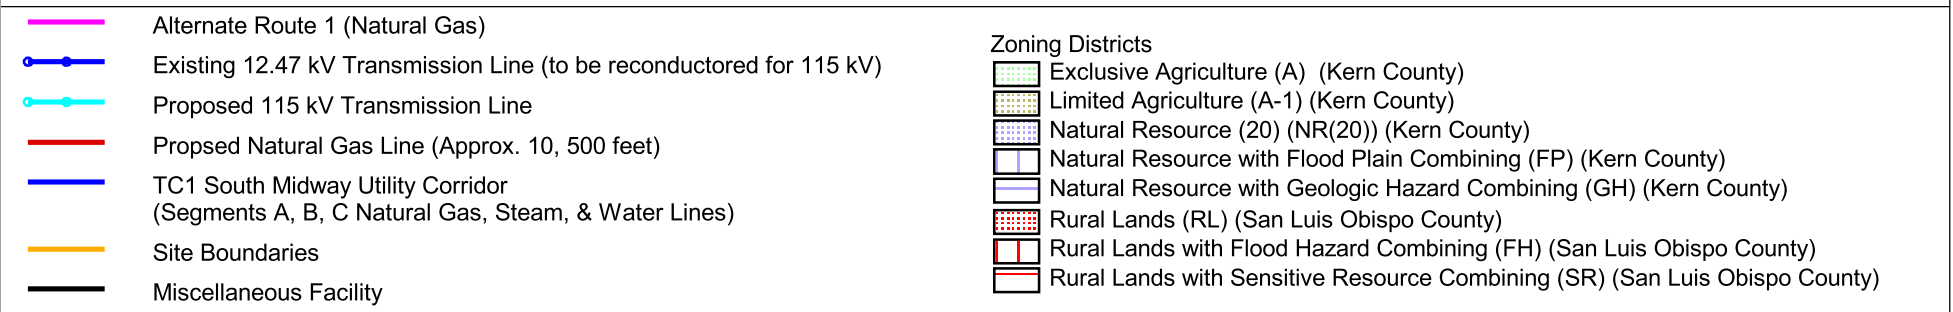 Alternate Route 1 (Natural Gas)
Existing 12.47 kV Transmission Line (to be reconductored for 115 kV)
Proposed 115 kV Transmission Line
Propsed Natural Gas Line (Approx. 10, 500 feet)
TC1 South Midway Utility Corridor
(Segments A, B, C Natural Gas, Steam, & Water Lines)
Site Boundaries
Miscellaneous Facility
Zoning Districts
Exclusive Agriculture (A)  (Kern County)
Limited Agriculture (A-1) (Kern County)
Natural Resource (20) (NR(20)) (Kern County)
Natural Resource with Flood Plain Combining (FP) (Kern County)
Natural Resource with Geologic Hazard Combining (GH) (Kern County)
Rural Lands (RL) (San Luis Obispo County)
Rural Lands with Flood Hazard Combining (FH) (San Luis Obispo County)
Rural Lands with Sensitive Resource Combining (SR) (San Luis Obispo County)